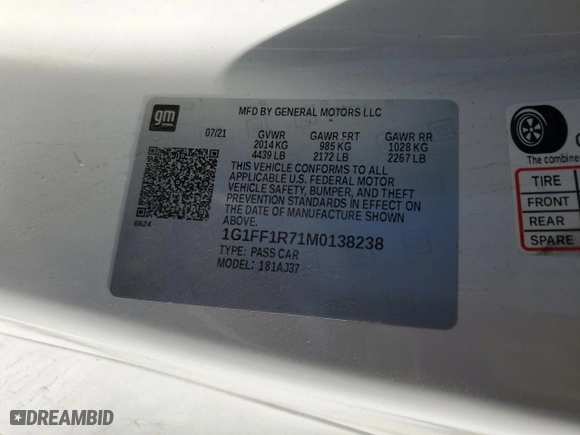 gm
MFD BY GENERAL MOTORS LLC
07/21 GVWR GAWR FRT GAWR RR
2014 KG 985 KG 1028 KG
4439 LB 2172 LB 2267 LB
THIS VEHICLE CONFORMS TO ALL
APPLICABLE U.S. FEDERAL MOTOR
VEHICLE SAFETY, BUMPER, AND THEFT
PREVENTION STANDARDS IN EFFECT ON
THE DATE OF MANUFACTURE SHOWN
ABOVE.
6624
1G1FF1R71M0138238
TYPE: PASS CAR
MODEL: 181AJ37
The combine
TIRE
FRONT
REAR
SPARE
DREAMBID